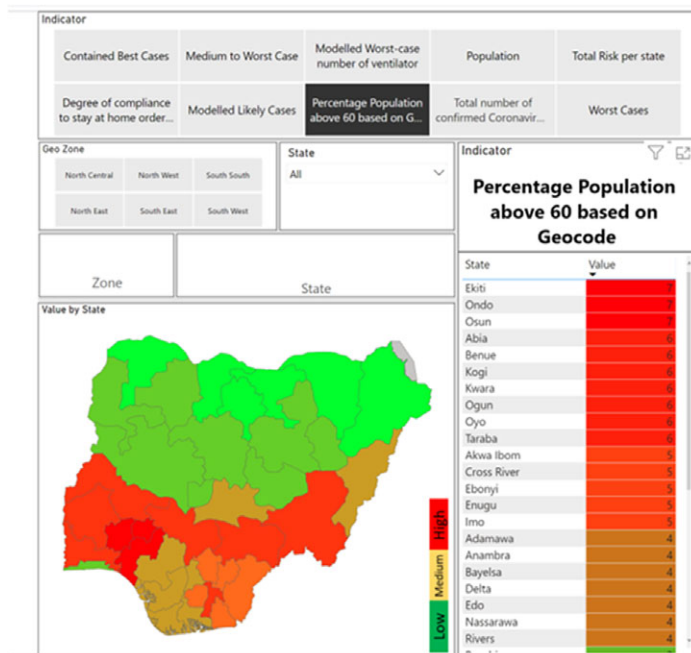 Indicator
Contained Best Cases
Medium to Worst Case
Modelled Worst-case
number of ventilator
Population
Total Risk per state
Degree of compliance
to stay at home order...
Modelled Likely Cases
Percentage Population
above 60 based on G...
Total number of
confirmed Coronavir...
Worst Cases
Geo Zone
North Central
North West
South South
North East
South East
South West
State
All
Zone
State
Indicator
Percentage Population
above 60 based on
Geocode
State Value
Ekiti 7
Ondo 7
Osun 7
Abia 6
Benue 6
Kogi 6
Kwara 6
Ogun 6
Oyo 6
Taraba 6
Akwa Ibom 5
Cross River 5
Ebonyi 5
Enugu 5
Imo 5
Adamawa 4
Anambra 4
Bayelsa 4
Delta 4
Edo 4
Nassarawa 4
Rivers 4
Value by State
High
Medium
Low